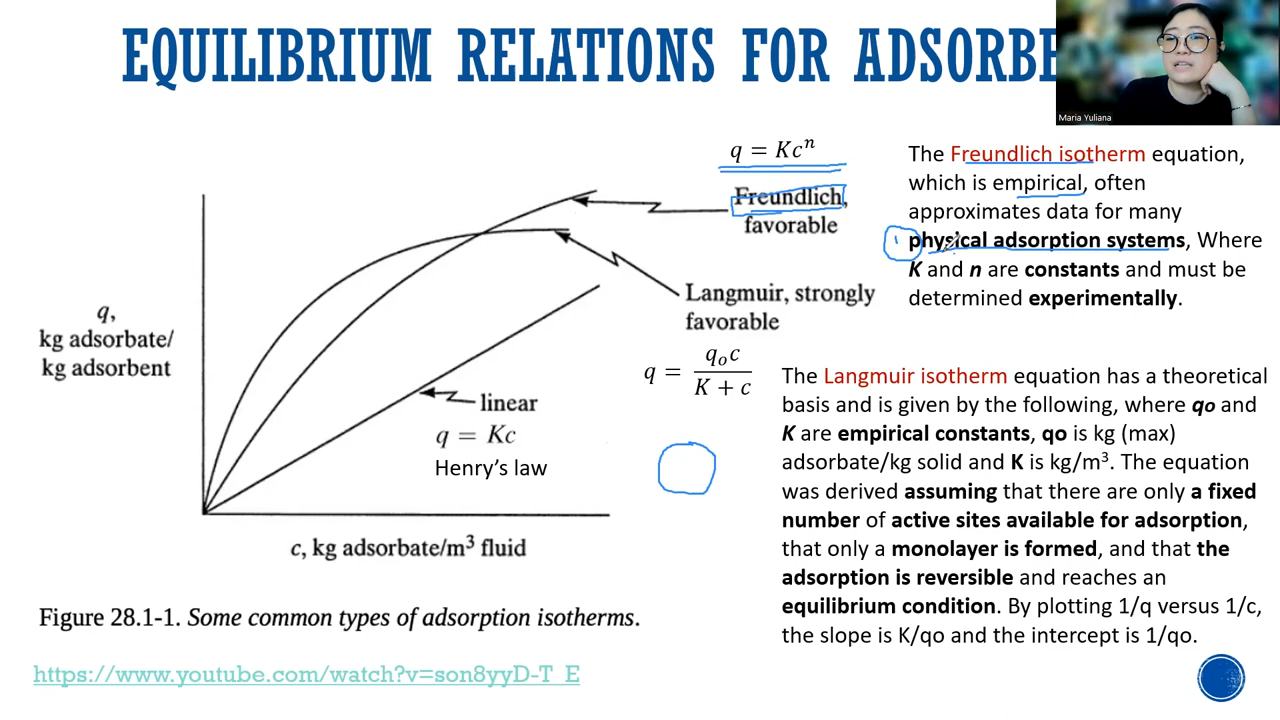 EQUILIBRIUM RELATIONS FOR ADSORBE
Maria Yuliana
q = Kcⁿ
Freundlich,
favorable
Langmuir, strongly
favorable
q,
kg adsorbate/
kg adsorbent
linear
q = Kc
Henry's law
c, kg adsorbate/m³ fluid
Figure 28.1-1. Some common types of adsorption isotherms.
https://www.youtube.com/watch?v=son8yyD-T_E
The Freundlich isotherm equation,
which is empirical, often
approximates data for many
physical adsorption systems, Where
K and n are constants and must be
determined experimentally.
q = qₒc / K + c
The Langmuir isotherm equation has a theoretical
basis and is given by the following, where qo and
K are empirical constants, qo is kg (max)
adsorbate/kg solid and K is kg/m³. The equation
was derived assuming that there are only a fixed
number of active sites available for adsorption,
that only a monolayer is formed, and that the
adsorption is reversible and reaches an
equilibrium condition. By plotting 1/q versus 1/c,
the slope is K/qo and the intercept is 1/qo.